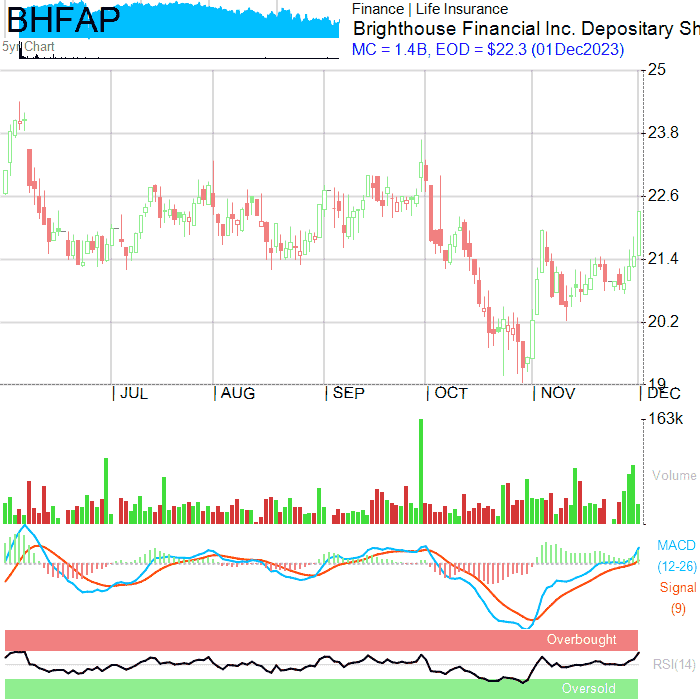 BHFAP
Finance | Life Insurance
Brighthouse Financial Inc. Depositary Sh
5yr Chart
MC = 1.4B, EOD = $22.3 (01Dec2023)
25
23.8
22.6
21.4
20.2
19
JUL AUG SEP OCT NOV DEC
163k
Volume
MACD
(12-26)
Signal
(9)
Overbought
RSI(14)
Oversold